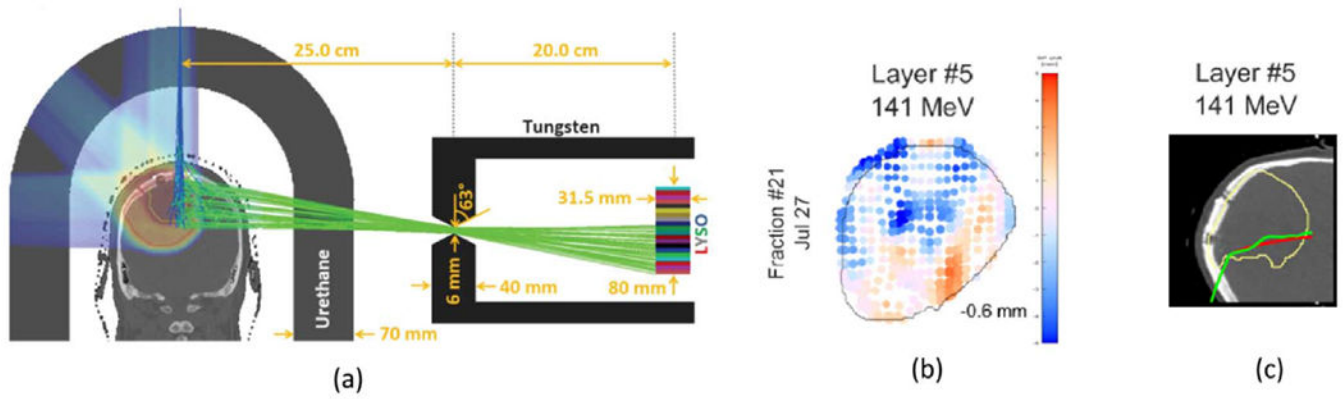 25.0 cm
20.0 cm
Tungsten
63°
31.5 mm
LYSO
6 mm
40 mm
80 mm
Urethane
70 mm
(a)
Layer #5
141 MeV
Fraction #21
Jul 27
-0.6 mm
(b)
Layer #5
141 MeV
(c)